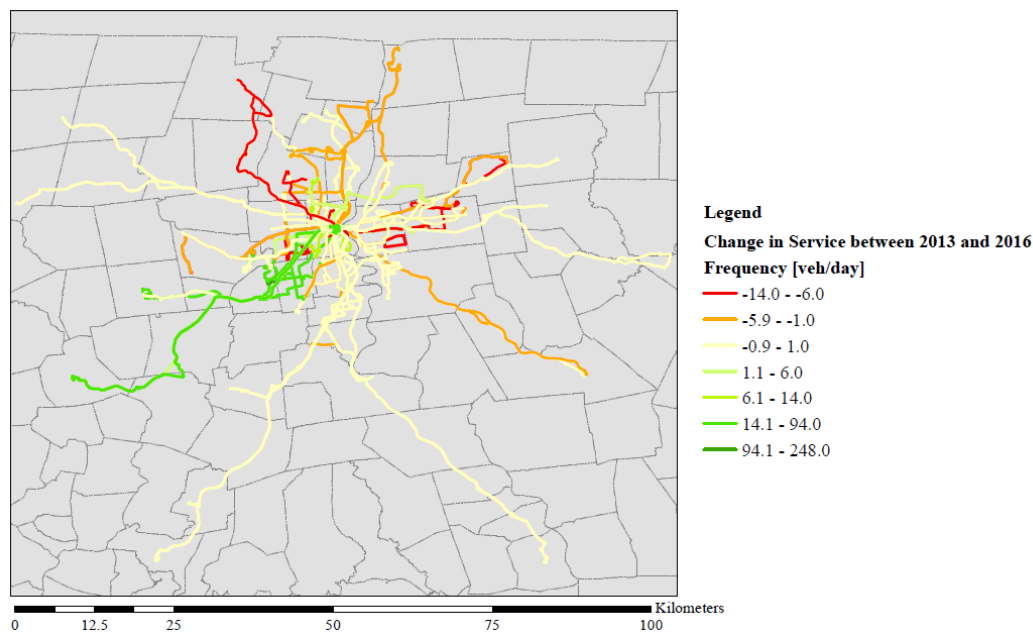 Legend
Change in Service between 2013 and 2016
Frequency [veh/day]
-14.0 - -6.0
-5.9 - -1.0
-0.9 - 1.0
1.1 - 6.0
6.1 - 14.0
14.1 - 94.0
94.1 - 248.0
Kilometers
0 12.5 25 50 75 100